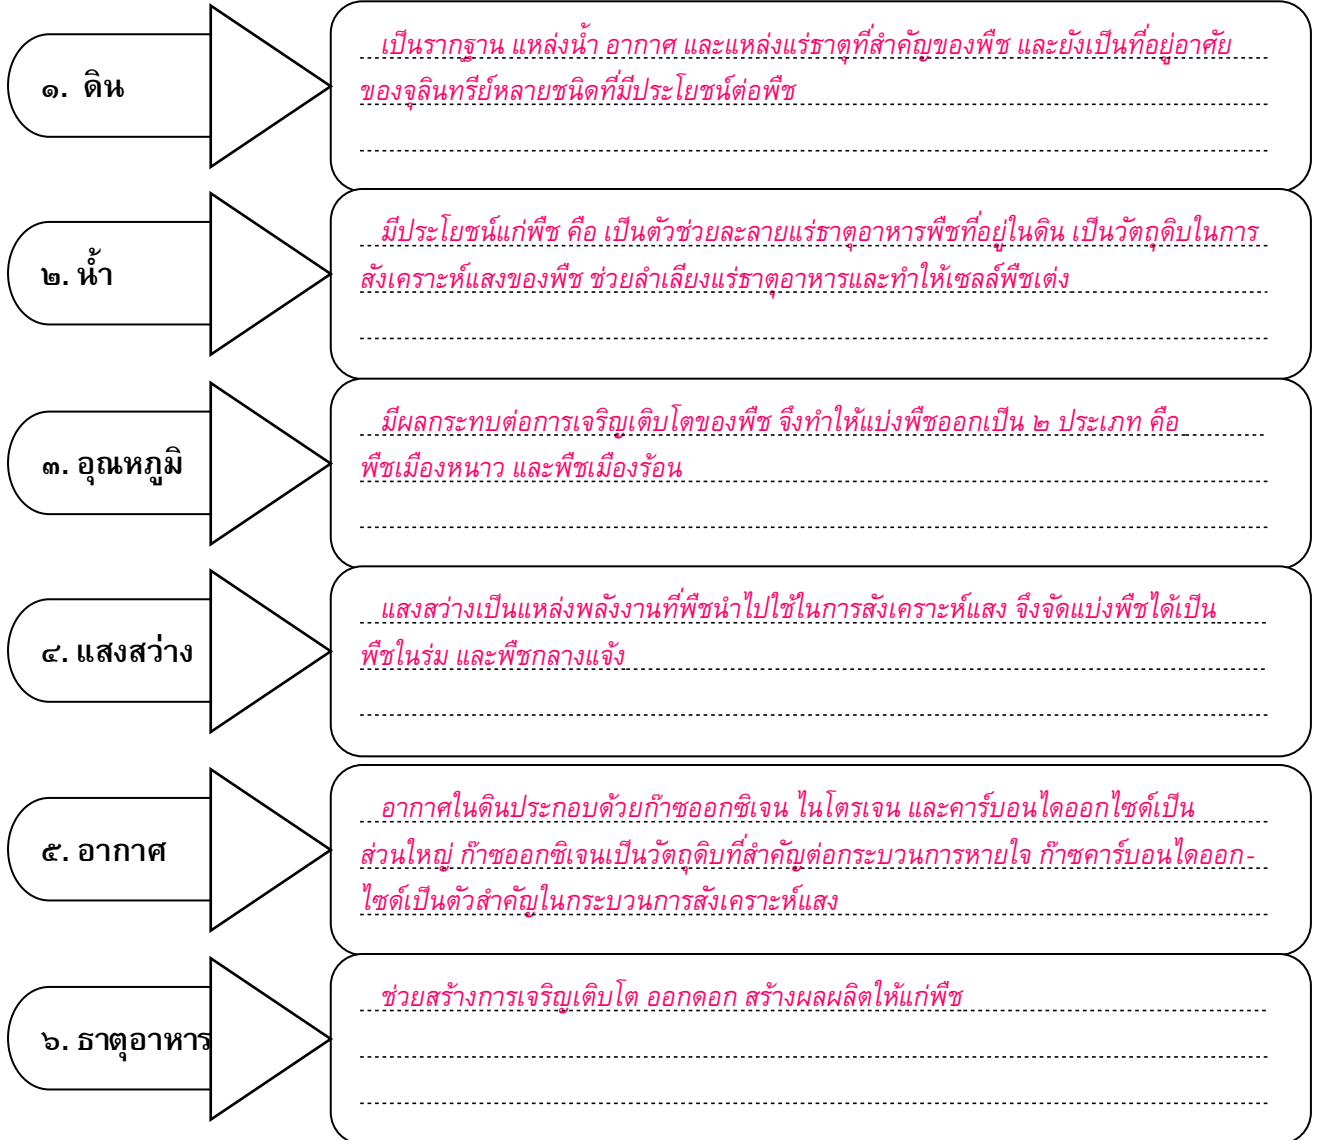 ๑. ดิน
เป็นรากฐาน แหล่งน้ำ อากาศ และแหล่งแร่ธาตุที่สำคัญของพืช และยังเป็นที่อยู่อาศัย
ของจุลินทรีย์หลายชนิดที่มีประโยชน์ต่อพืช
๒. น้ำ
มีประโยชน์แก่พืช คือ เป็นตัวช่วยละลายแร่ธาตุอาหารพืชที่อยู่ในดิน เป็นวัตถุดิบในการ
สังเคราะห์แสงของพืช ช่วยลำเลียงแร่ธาตุอาหารและทำให้เซลล์พืชเต่ง
๓. อุณหภูมิ
มีผลกระทบต่อการเจริญเติบโตของพืช จึงทำให้แบ่งพืชออกเป็น ๒ ประเภท คือ
พืชเมืองหนาว และพืชเมืองร้อน
๔. แสงสว่าง
แสงสว่างเป็นแหล่งพลังงานที่พืชนำไปใช้ในการสังเคราะห์แสง จึงจัดแบ่งพืชได้เป็น
พืชในร่ม และพืชกลางแจ้ง
๕. อากาศ
อากาศในดินประกอบด้วยก๊าซออกซิเจน ไนโตรเจน และคาร์บอนไดออกไซด์เป็น
ส่วนใหญ่ ก๊าซออกซิเจนเป็นวัตถุดิบที่สำคัญต่อกระบวนการหายใจ ก๊าซคาร์บอนไดออก-
ไซด์เป็นตัวสำคัญในกระบวนการสังเคราะห์แสง
๖. ธาตุอาหาร
ช่วยสร้างการเจริญเติบโต ออกดอก สร้างผลผลิตให้แก่พืช